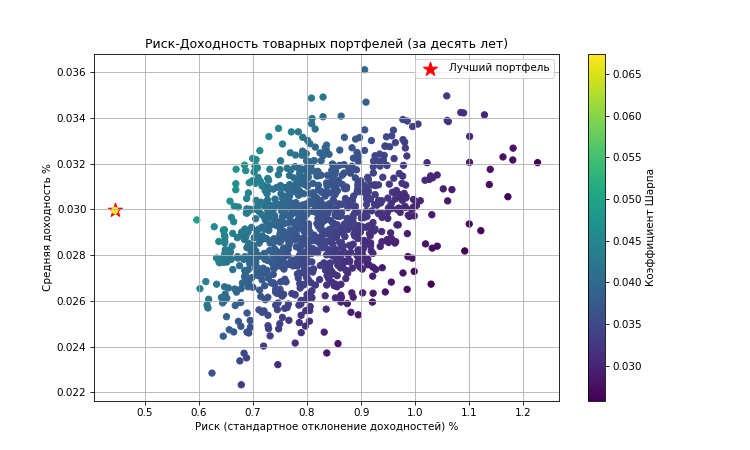 Риск-Доходность товарных портфелей (за десять лет)
Лучший портфель
0.036
0.034
0.032
0.030
0.028
0.026
0.024
0.022
Средняя доходность %
0.5 0.6 0.7 0.8 0.9 1.0 1.1 1.2
Риск (стандартное отклонение доходностей) %
0.065
0.060
0.055
0.050
0.045
0.040
0.035
0.030
Коэффициент Шарпа